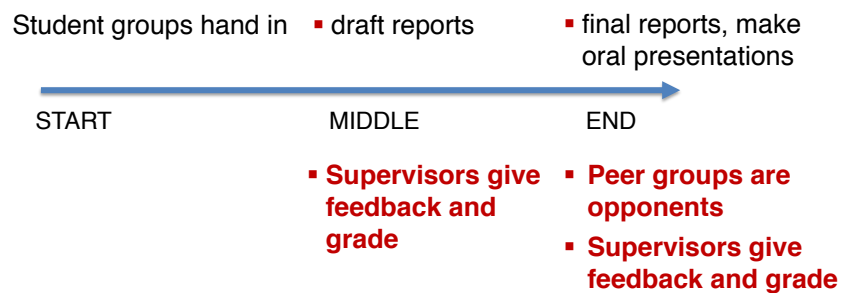 Student groups hand in ▪ draft reports ▪ final reports, make
oral presentations
START MIDDLE END
▪ Supervisors give
feedback and
grade
▪ Peer groups are
opponents
▪ Supervisors give
feedback and grade